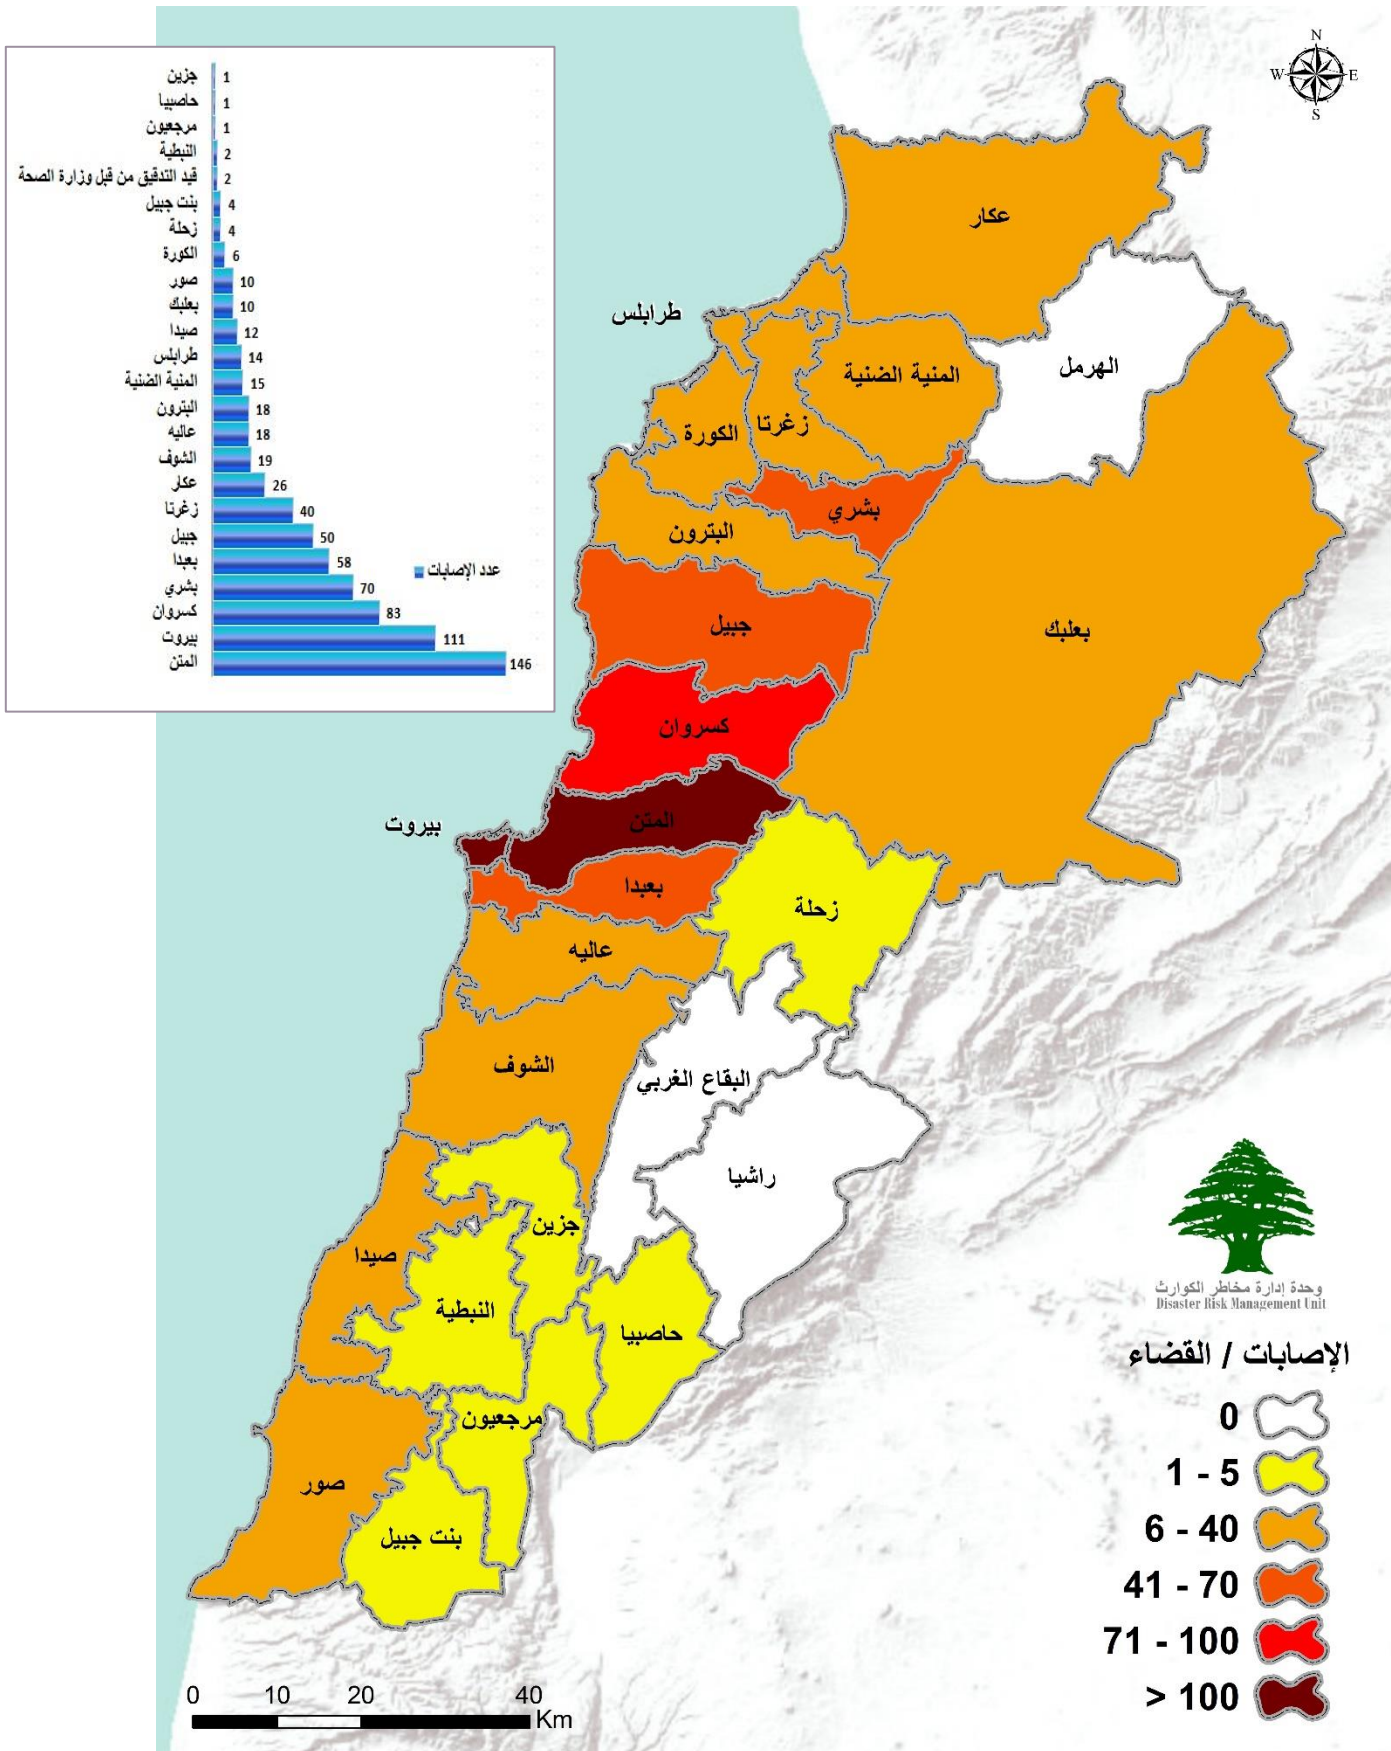 N
W E
S
جزين 1
حاصبيا 1
مرجعيون 1
النبطية 2
قيد التدقيق من قبل وزارة الصحة 2
بنت جبيل 4
زحلة 4
الكورة 6
صور 10
بعلبك 10
صيدا 12
طرابلس 14
المنية الضنية 15
البترون 18
عاليه 18
الشوف 19
عكار 26
زغرتا 40
جبيل 50
بعبدا 58
بشري 70
كسروان 83
بيروت 111
المتن 146
عدد الإصابات
عكار
طرابلس
الهرمل
المنية الضنية
زغرتا
الكورة
بشري
البترون
جبيل
بعلبك
كسروان
المتن
بيروت
بعبدا
زحلة
عاليه
الشوف
البقاع الغربي
راشيا
جزين
صيدا
النبطية
حاصبيا
مرجعيون
صور
بنت جبيل
وحدة إدارة مخاطر الكوارث
Disaster Risk Management Unit
الإصابات / القضاء
0
1 - 5
6 - 40
41 - 70
71 - 100
> 100
0 10 20 40
Km